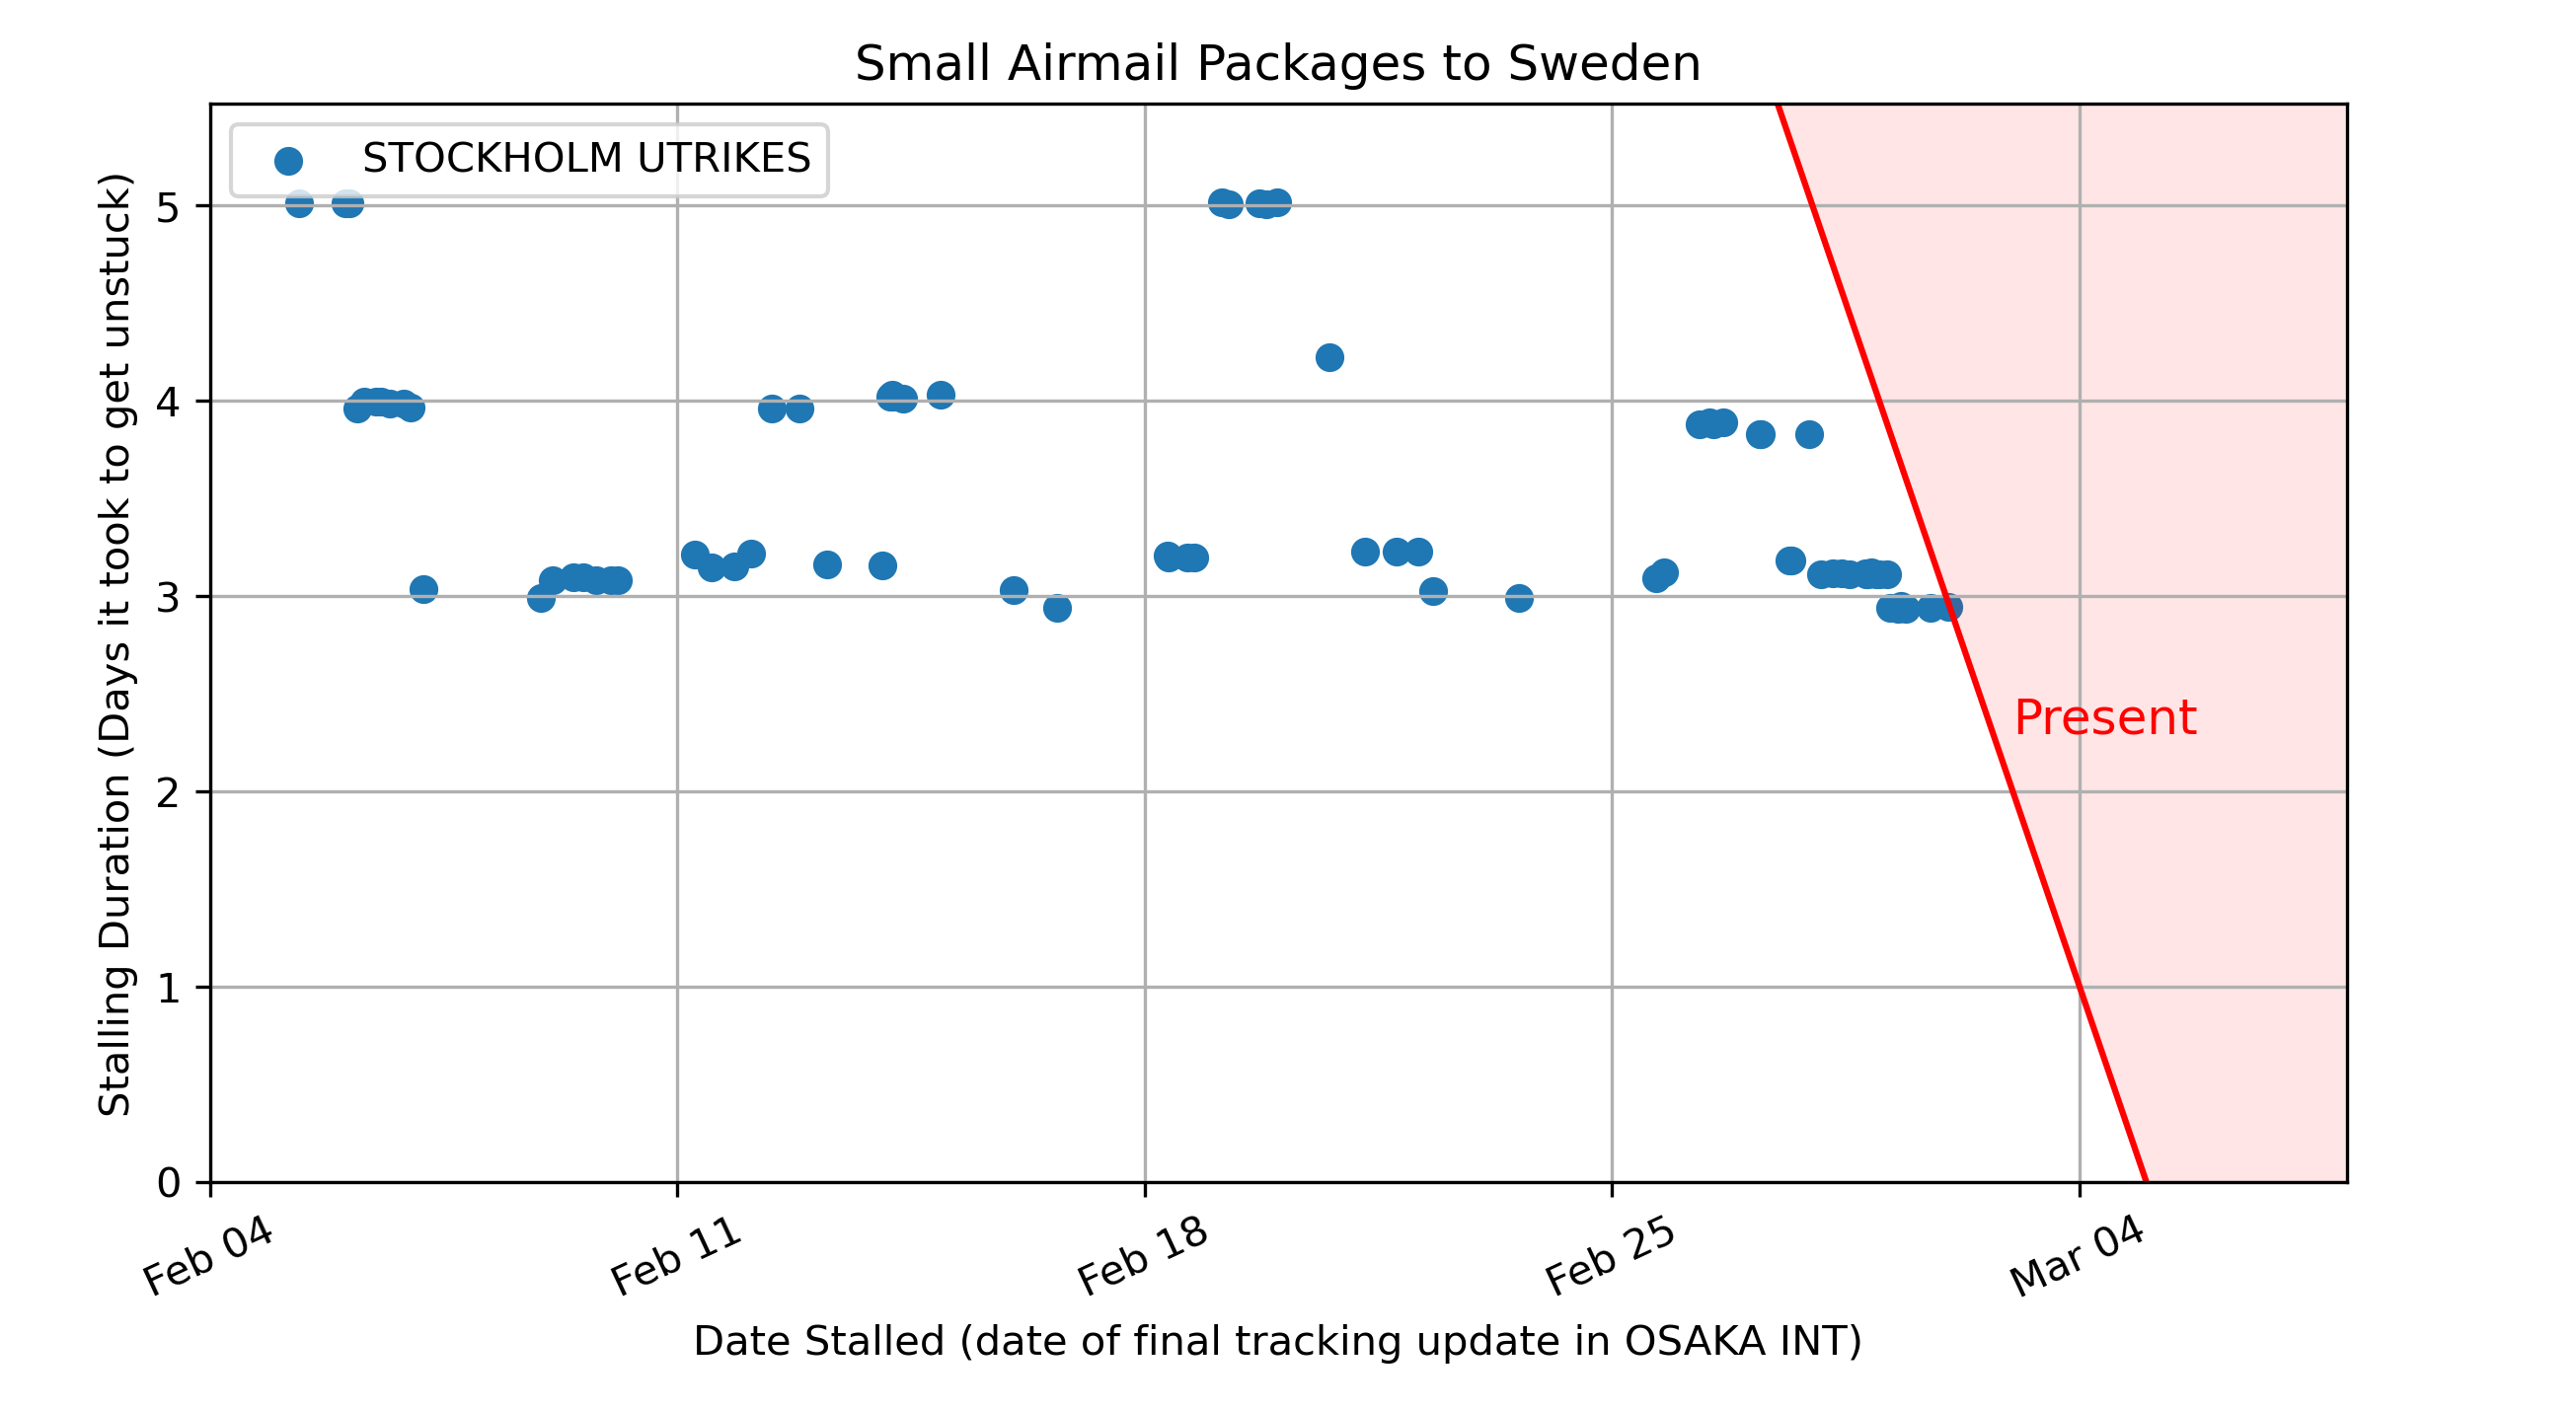 Small Airmail Packages to Sweden
STOCKHOLM UTRIKES
Stalling Duration (Days it took to get unstuck)
5
4
3
2
1
0
Present
Feb 04
Feb 11
Feb 18
Feb 25
Mar 04
Date Stalled (date of final tracking update in OSAKA INT)